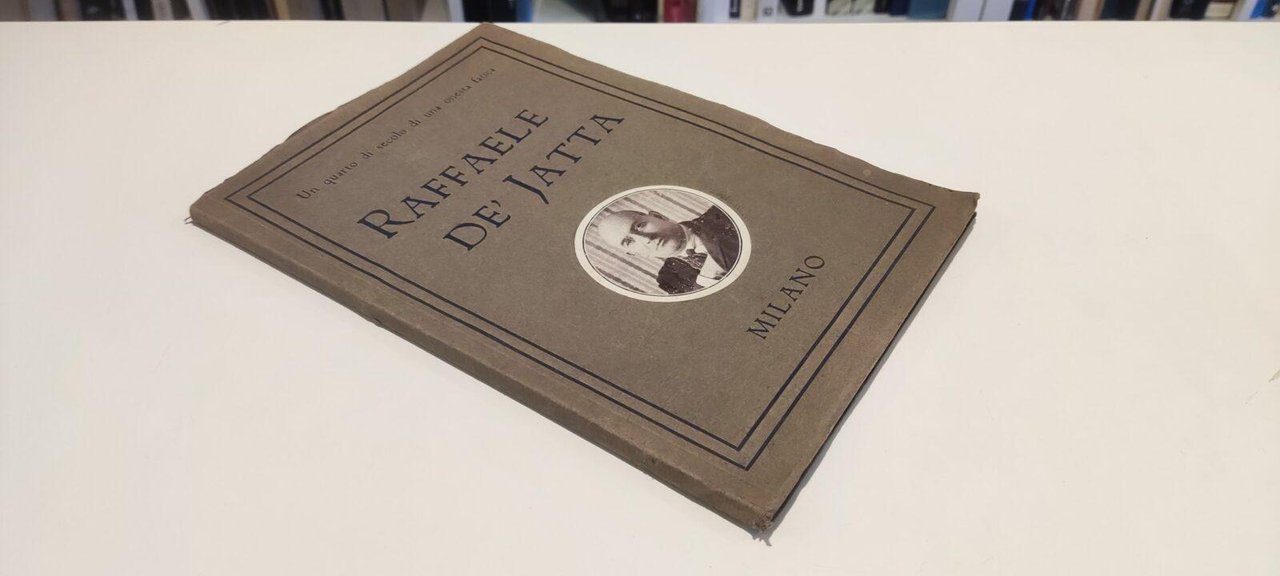 Un quarto di secolo di una onesta fatica
RAFFAELE
DE' JATTA
MILANO